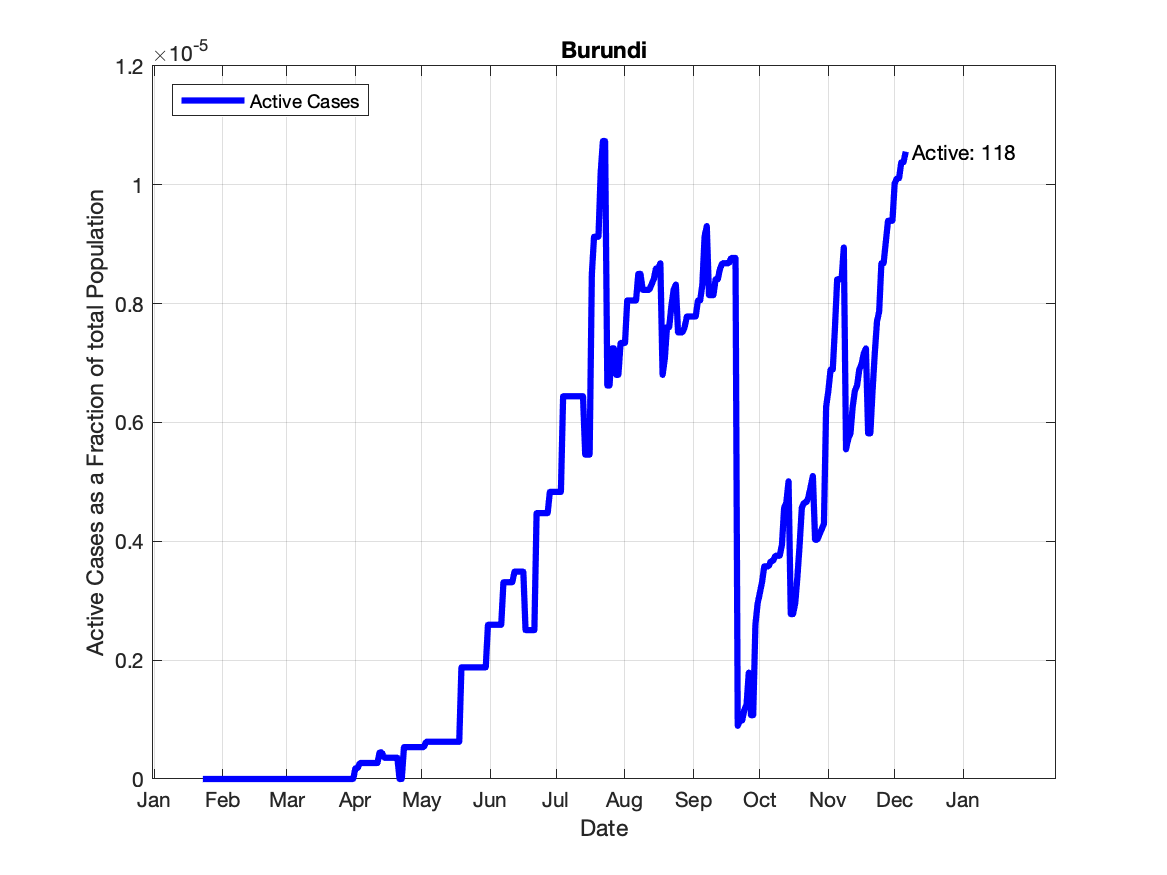 Burundi
×10-5
1.2
1
0.8
0.6
0.4
0.2
0
Active Cases as a Fraction of total Population
Active Cases
Active: 118
Jan Feb Mar Apr May Jun Jul Aug Sep Oct Nov Dec Jan
Date